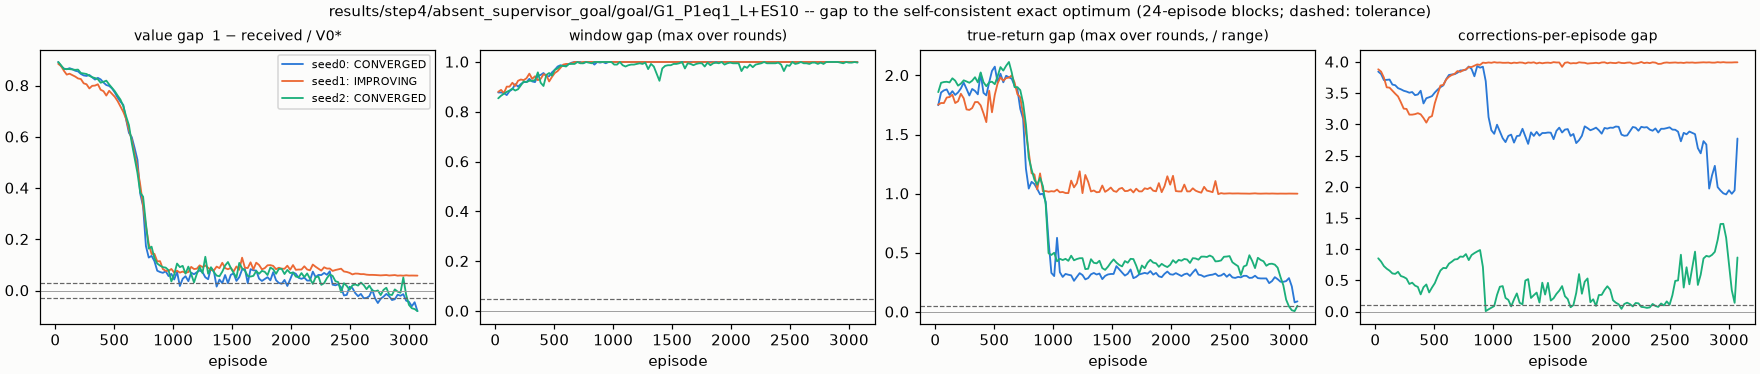 results/step4/absent_supervisor_goal/goal/G1_P1eq1_L+ES10 -- gap to the self-consistent exact optimum (24-episode blocks; dashed: tolerance)
value gap  1 − received / V0*
0.8
0.6
0.4
0.2
0.0
seed0: CONVERGED
seed1: IMPROVING
seed2: CONVERGED
0 500 1000 1500 2000 2500 3000
episode
window gap (max over rounds)
1.0
0.8
0.6
0.4
0.2
0.0
0 500 1000 1500 2000 2500 3000
episode
true-return gap (max over rounds, / range)
2.0
1.5
1.0
0.5
0.0
0 500 1000 1500 2000 2500 3000
episode
corrections-per-episode gap
4.0
3.5
3.0
2.5
2.0
1.5
1.0
0.5
0.0
0 500 1000 1500 2000 2500 3000
episode